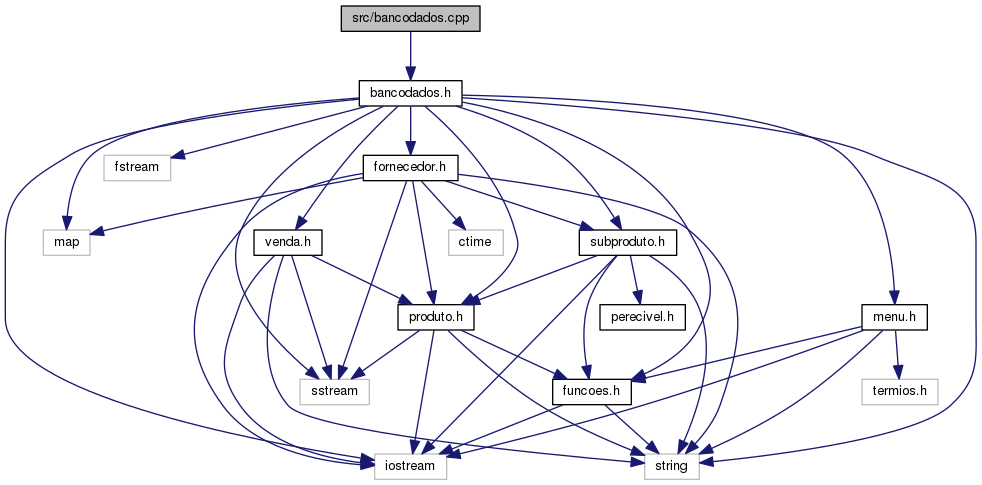 src/bancodados.cpp
bancodados.h
fstream
fornecedor.h
map
venda.h
ctime
subproduto.h
produto.h
perecivel.h
menu.h
sstream
funcoes.h
termios.h
iostream
string